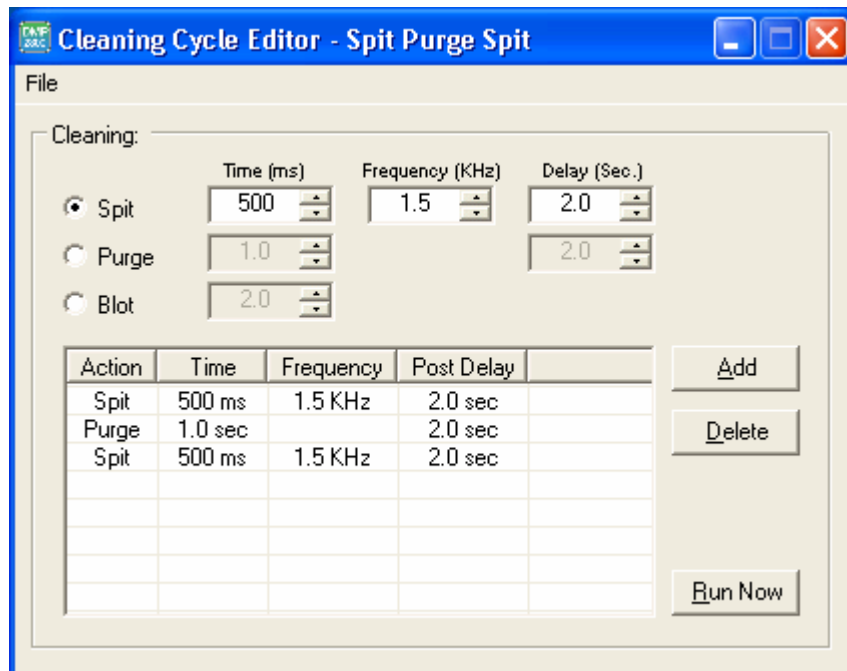 Cleaning Cycle Editor - Spit Purge Spit
File
Cleaning:
Time (ms) Frequency (KHz) Delay (Sec.)
Spit 500 1.5 2.0
Purge 1.0 2.0
Blot 2.0
Action Time Frequency Post Delay
Spit 500 ms 1.5 KHz 2.0 sec
Purge 1.0 sec 2.0 sec
Spit 500 ms 1.5 KHz 2.0 sec
Add
Delete
Run Now